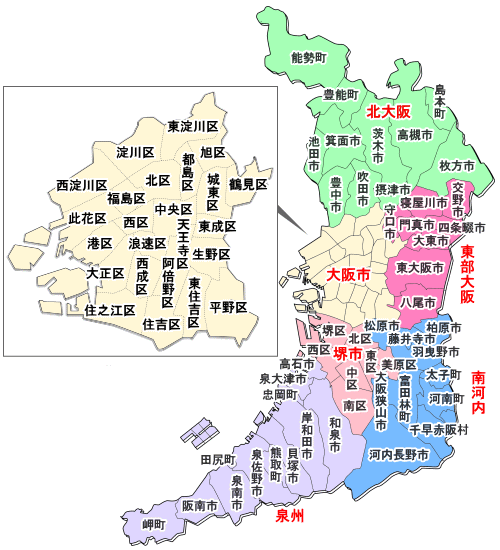 能勢町
豊能町
島本町
北大阪
池田市
箕面市
茨木市
高槻市
枚方市
豊中市
吹田市
摂津市
守口市
寝屋川市
交野市
門真市
四条畷市
大東市
東大阪市
八尾市
東部大阪
大阪市
東淀川区
淀川区
旭区
都島区
城東区
鶴見区
西淀川区
北区
福島区
此花区
西区
中央区
東成区
港区
浪速区
天王寺区
生野区
大正区
西成区
阿倍野区
東住吉区
平野区
住之江区
住吉区
堺区
北区
西区
堺市
東区
中区
南区
美原区
松原市
柏原市
藤井寺市
羽曳野市
太子町
河南町
富田林町
大阪狭山市
千早赤阪村
河内長野市
南河内
高石市
泉大津市
忠岡町
和泉市
岸和田市
貝塚市
熊取町
泉佐野市
田尻町
泉南市
阪南市
岬町
泉州